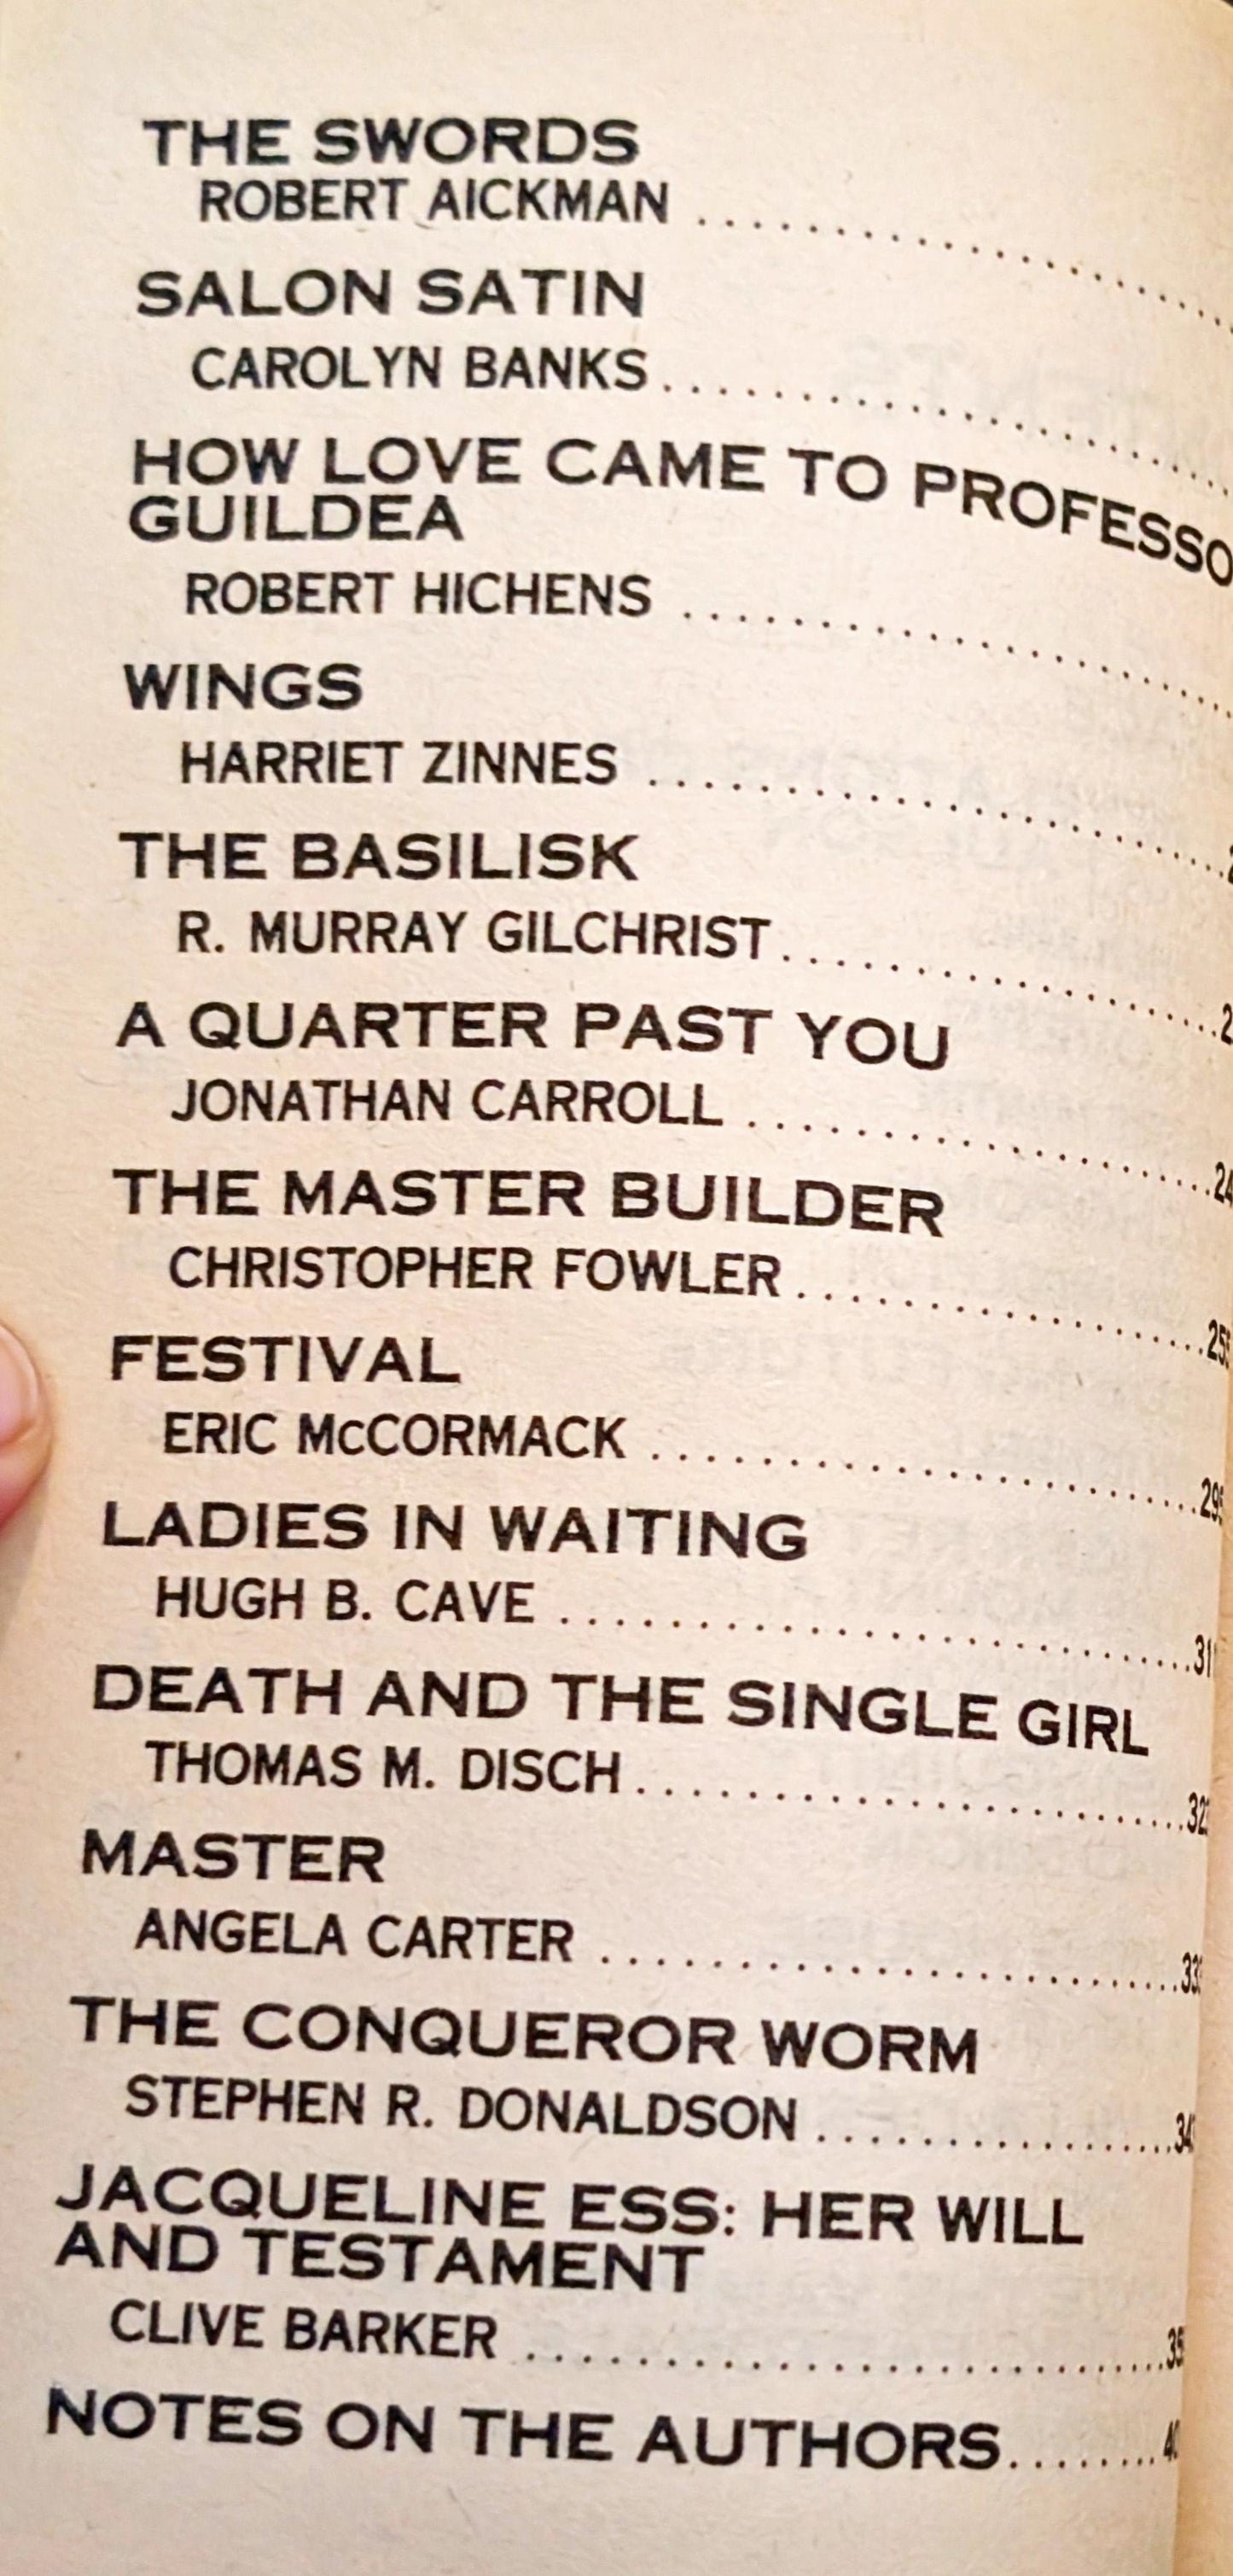 THE SWORDS
ROBERT AICKMAN ..............................
SALON SATIN
CAROLYN BANKS..............................
HOW LOVE CAME TO
GUILDEA
ROBERT HICHENS ..............................
WINGS
HARRIET ZINNES ..............................
THE BASILISK
R. MURRAY GILCHRIST....................
A QUARTER PAST YOU
JONATHAN CARROLL ....................
THE MASTER BUILDER
CHRISTOPHER FOWLER....................
FESTIVAL
ERIC McCORMACK .........................
LADIES IN WAITING
HUGH B. CAVE .........................
DEATH AND THE SINGLE GIRL
THOMAS M. DISCH.........................
MASTER
ANGELA CARTER .........................
THE CONQUEROR WORM
STEPHEN R. DONALDSON ...............
JACQUELINE ESS: HER WILL
AND TESTAMENT
CLIVE BARKER .........................
NOTES ON THE AUTHORS.........